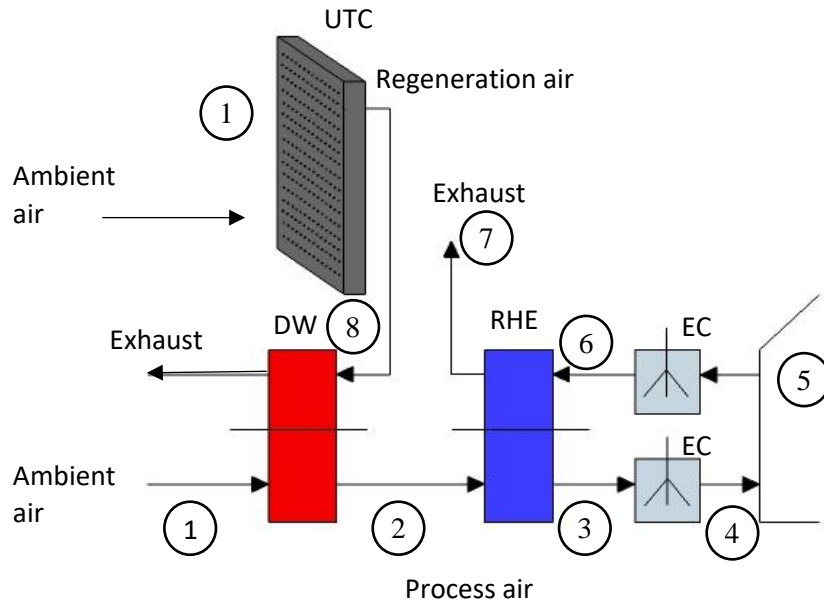 UTC
Regeneration air
1
Ambient
air
Exhaust
7
DW
8
RHE
6
EC
Exhaust
5
EC
Ambient
air
1
2
3
4
Process air